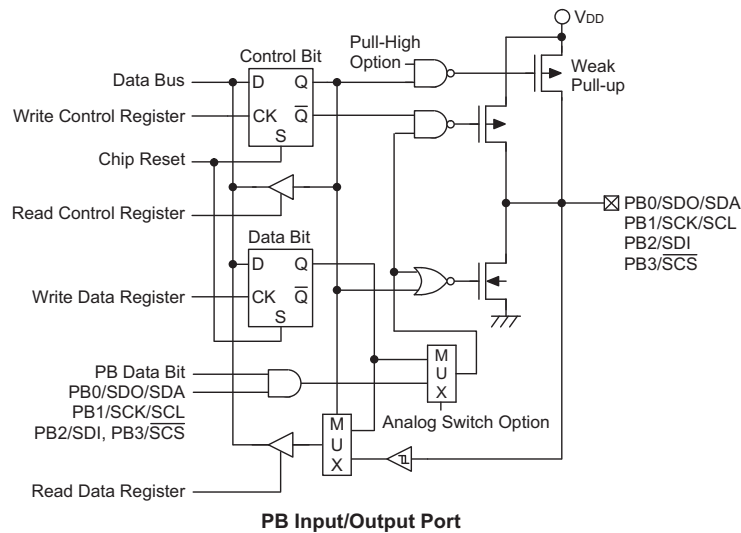 VDD
Pull-High
Option
Control Bit
Weak
Pull-up
Data Bus
D Q
Write Control Register
CK Q̅
S
Chip Reset
Read Control Register
PB0/SDO/SDA
PB1/SCK/SCL
PB2/SDI
PB3/S̅C̅S̅
Data Bit
D Q
Write Data Register
CK Q̅
S
PB Data Bit
PB0/SDO/SDA
PB1/SCK/SCL
PB2/SDI, PB3/S̅C̅S̅
M
U
X
Analog Switch Option
M
U
X
Read Data Register
PB Input/Output Port